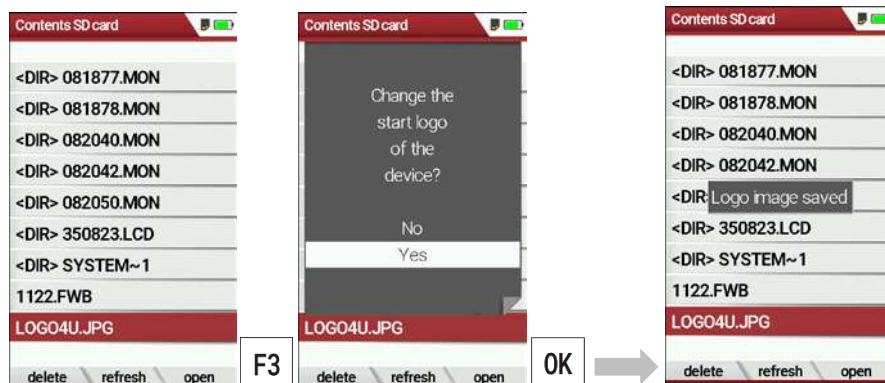 Contents SD card
<DIR> 081877.MON
<DIR> 081878.MON
<DIR> 082040.MON
<DIR> 082042.MON
<DIR> 082050.MON
<DIR> 350823.LCD
<DIR> SYSTEM~1
1122.FWB
LOGO4U.JPG
delete refresh open
F3
Contents SD card
Change the
start logo
of the
device?
No
Yes
LOGO4U.JPG
delete refresh open
OK
Contents SD card
<DIR> 081877.MON
<DIR> 081878.MON
<DIR> 082040.MON
<DIR> 082042.MON
<DIR Logo image saved
<DIR> 350823.LCD
<DIR> SYSTEM~1
1122.FWB
LOGO4U.JPG
delete refresh open